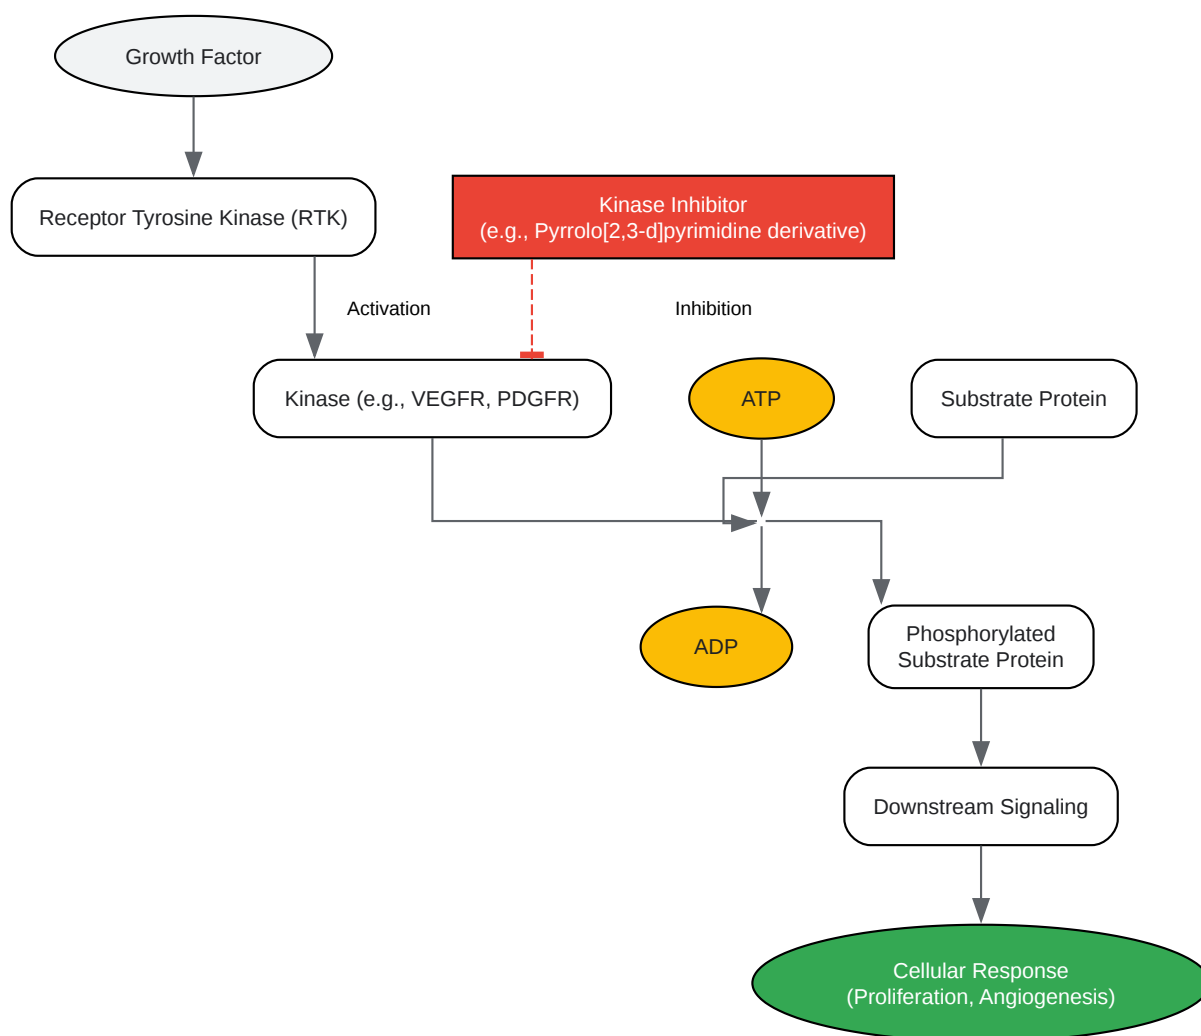 Growth Factor
Receptor Tyrosine Kinase (RTK)
Kinase Inhibitor
(e.g., Pyrrolo[2,3-d]pyrimidine derivative)
Activation
Inhibition
Kinase (e.g., VEGFR, PDGFR)
ATP
Substrate Protein
ADP
Phosphorylated
Substrate Protein
Downstream Signaling
Cellular Response
(Proliferation, Angiogenesis)